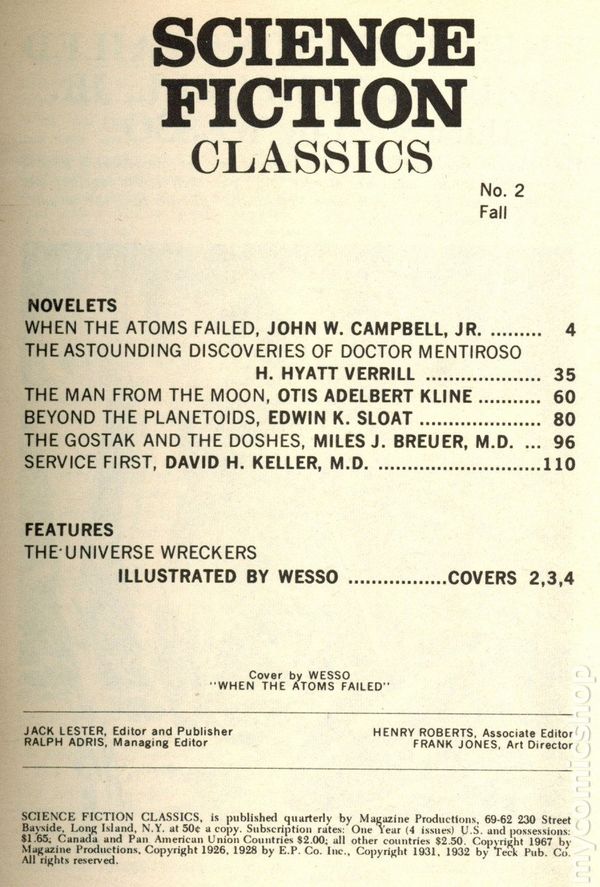 SCIENCE
FICTION
CLASSICS
No. 2
Fall
NOVELETS
WHEN THE ATOMS FAILED, JOHN W. CAMPBELL, JR. ......... 4
THE ASTOUNDING DISCOVERIES OF DOCTOR MENTIROSO
H. HYATT VERRILL .................... 35
THE MAN FROM THE MOON, OTIS ADELBERT KLINE ........... 60
BEYOND THE PLANETOIDS, EDWIN K. SLOAT ..................... 80
THE GOSTAK AND THE DOSHES, MILES J. BREUER, M.D. ... 96
SERVICE FIRST, DAVID H. KELLER, M.D. ............................110
FEATURES
THE UNIVERSE WRECKERS
ILLUSTRATED BY WESSO .................COVERS 2,3,4
Cover by WESSO
"WHEN THE ATOMS FAILED"
JACK LESTER, Editor and Publisher
RALPH ADRIS, Managing Editor
HENRY ROBERTS, Associate Editor
FRANK JONES, Art Director
SCIENCE FICTION CLASSICS, is published quarterly by Magazine Productions, 69-62 230 Street
Bayside, Long Island, N.Y. at 50¢ a copy. Subscription rates: One Year (4 issues) U.S. and possessions:
$1.65; Canada and Pan American Union Countries $2.00; all other countries $2.50. Copyright 1967 by
Magazine Productions, Copyright 1926, 1928 by E.P. Co. Inc., Copyright 1931, 1932 by Teck Pub. Co.
All rights reserved.
mycomicshop